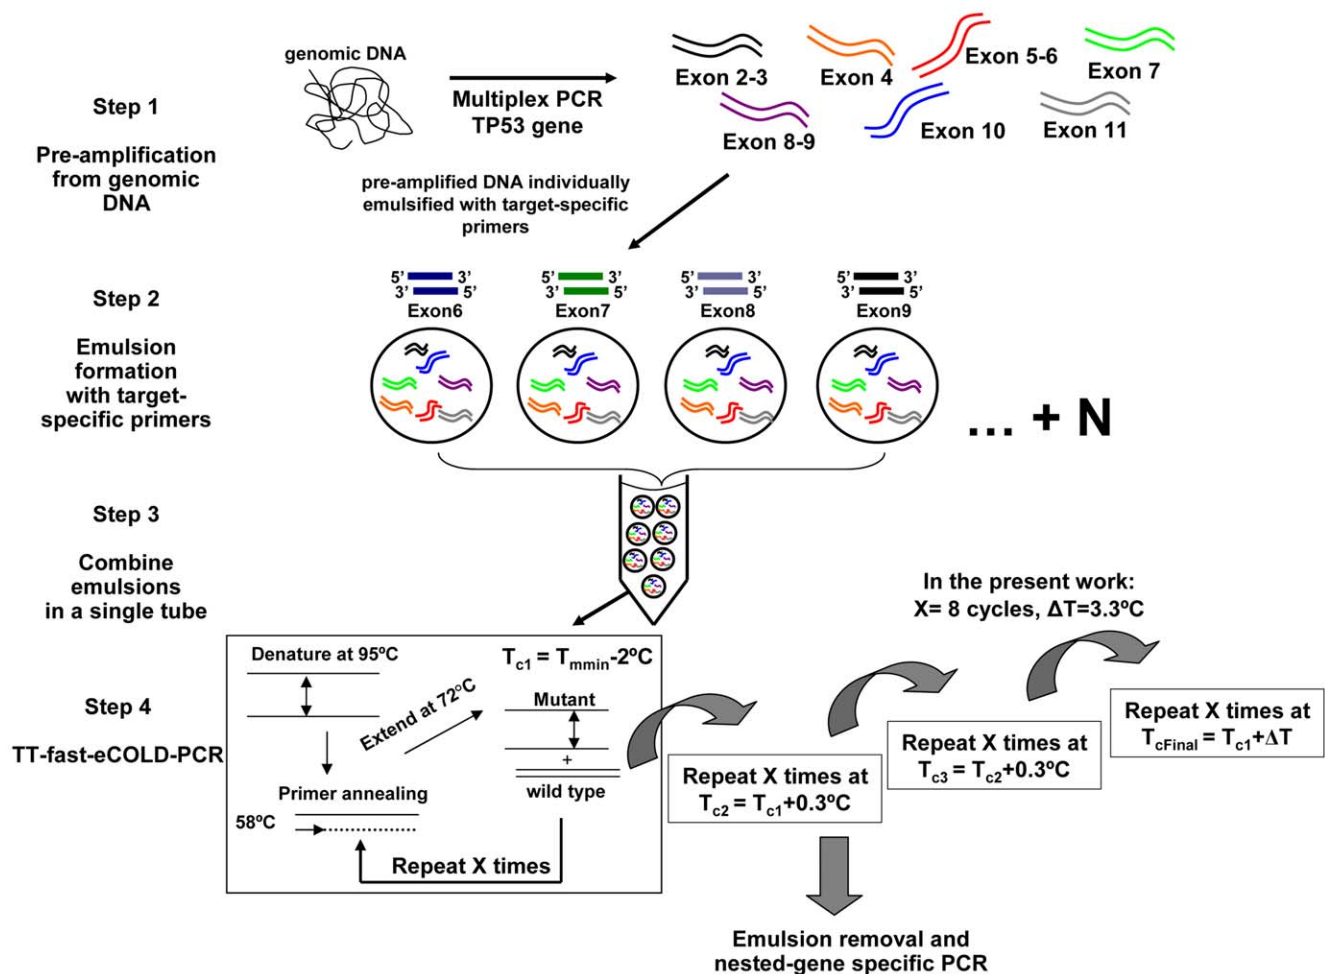 genomic DNA
Multiplex PCR
TP53 gene
Exon 2-3
Exon 4
Exon 5-6
Exon 7
Exon 8-9
Exon 10
Exon 11
Step 1
Pre-amplification
from genomic
DNA
pre-amplified DNA individually
emulsified with target-specific
primers
Step 2
Emulsion
formation
with target-
specific primers
5’ 3’
3’ 5’
Exon6
5’ 3’
3’ 5’
Exon7
5’ 3’
3’ 5’
Exon8
5’ 3’
3’ 5’
Exon9
... + N
Step 3
Combine
emulsions
in a single tube
In the present work:
X= 8 cycles, ΔT=3.3ºC
Step 4
TT-fast-eCOLD-PCR
Denature at 95ºC
Extend at 72°C
Tc1 = Tmmin-2ºC
Mutant
+
wild type
Primer annealing
58ºC
Repeat X times
Repeat X times at
Tc2 = Tc1+0.3ºC
Repeat X times at
Tc3 = Tc2+0.3ºC
Repeat X times at
TcFinal = Tc1+ΔT
Emulsion removal and
nested-gene specific PCR